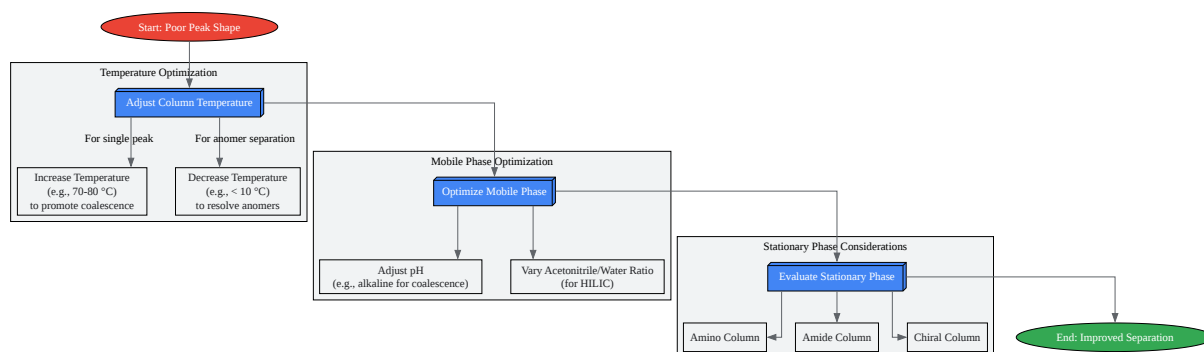 Start: Poor Peak Shape
Temperature Optimization
Adjust Column Temperature
For single peak
For anomer separation
Increase Temperature
(e.g., 70-80 °C)
to promote coalescence
Decrease Temperature
(e.g., < 10 °C)
to resolve anomers
Mobile Phase Optimization
Optimize Mobile Phase
Adjust pH
(e.g., alkaline for coalescence)
Vary Acetonitrile/Water Ratio
(for HILIC)
Stationary Phase Considerations
Evaluate Stationary Phase
Amino Column
Amide Column
Chiral Column
End: Improved Separation